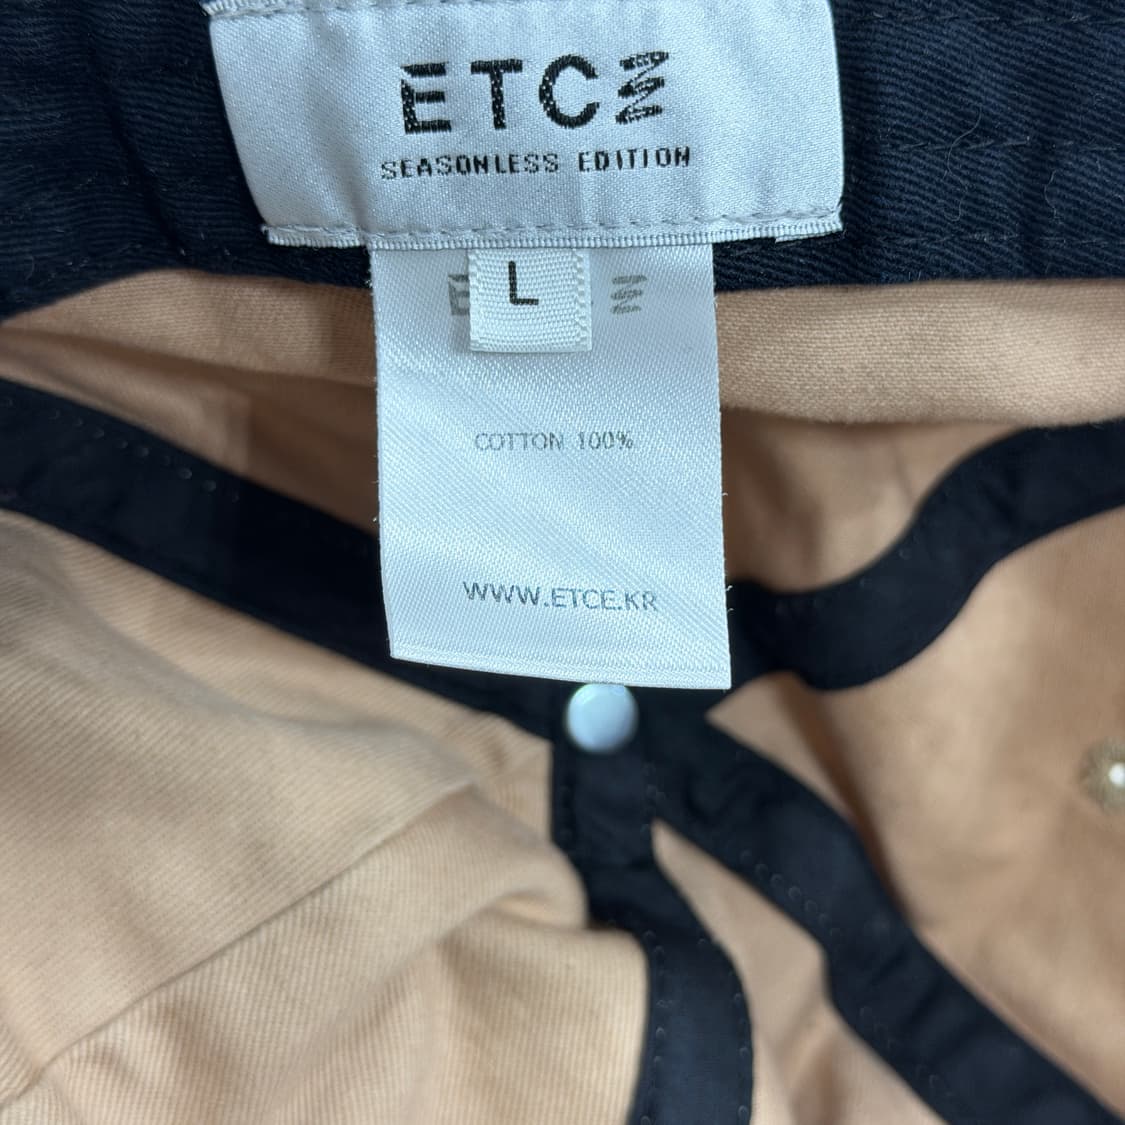 ETCE
SEASONLESS EDITION
L
COTTON 100%
WWW.ETCE.KR